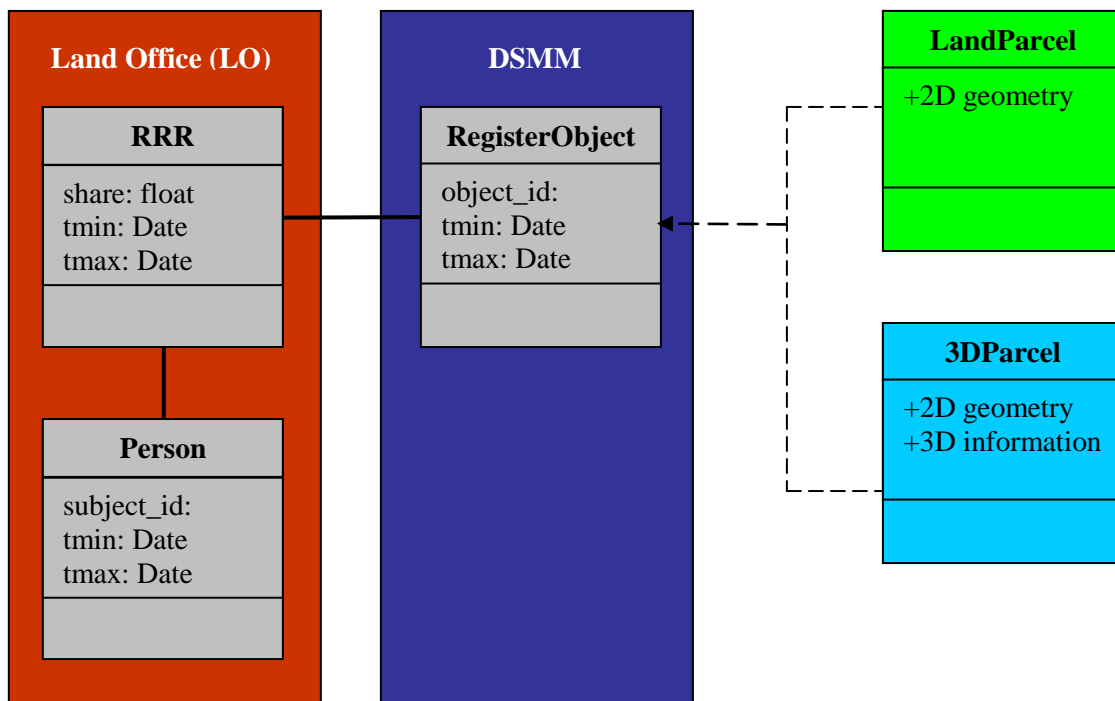 Land Office (LO)
RRR
share: float
tmin: Date
tmax: Date
Person
subject_id:
tmin: Date
tmax: Date
DSMM
RegisterObject
object_id:
tmin: Date
tmax: Date
LandParcel
+2D geometry
3DParcel
+2D geometry
+3D information